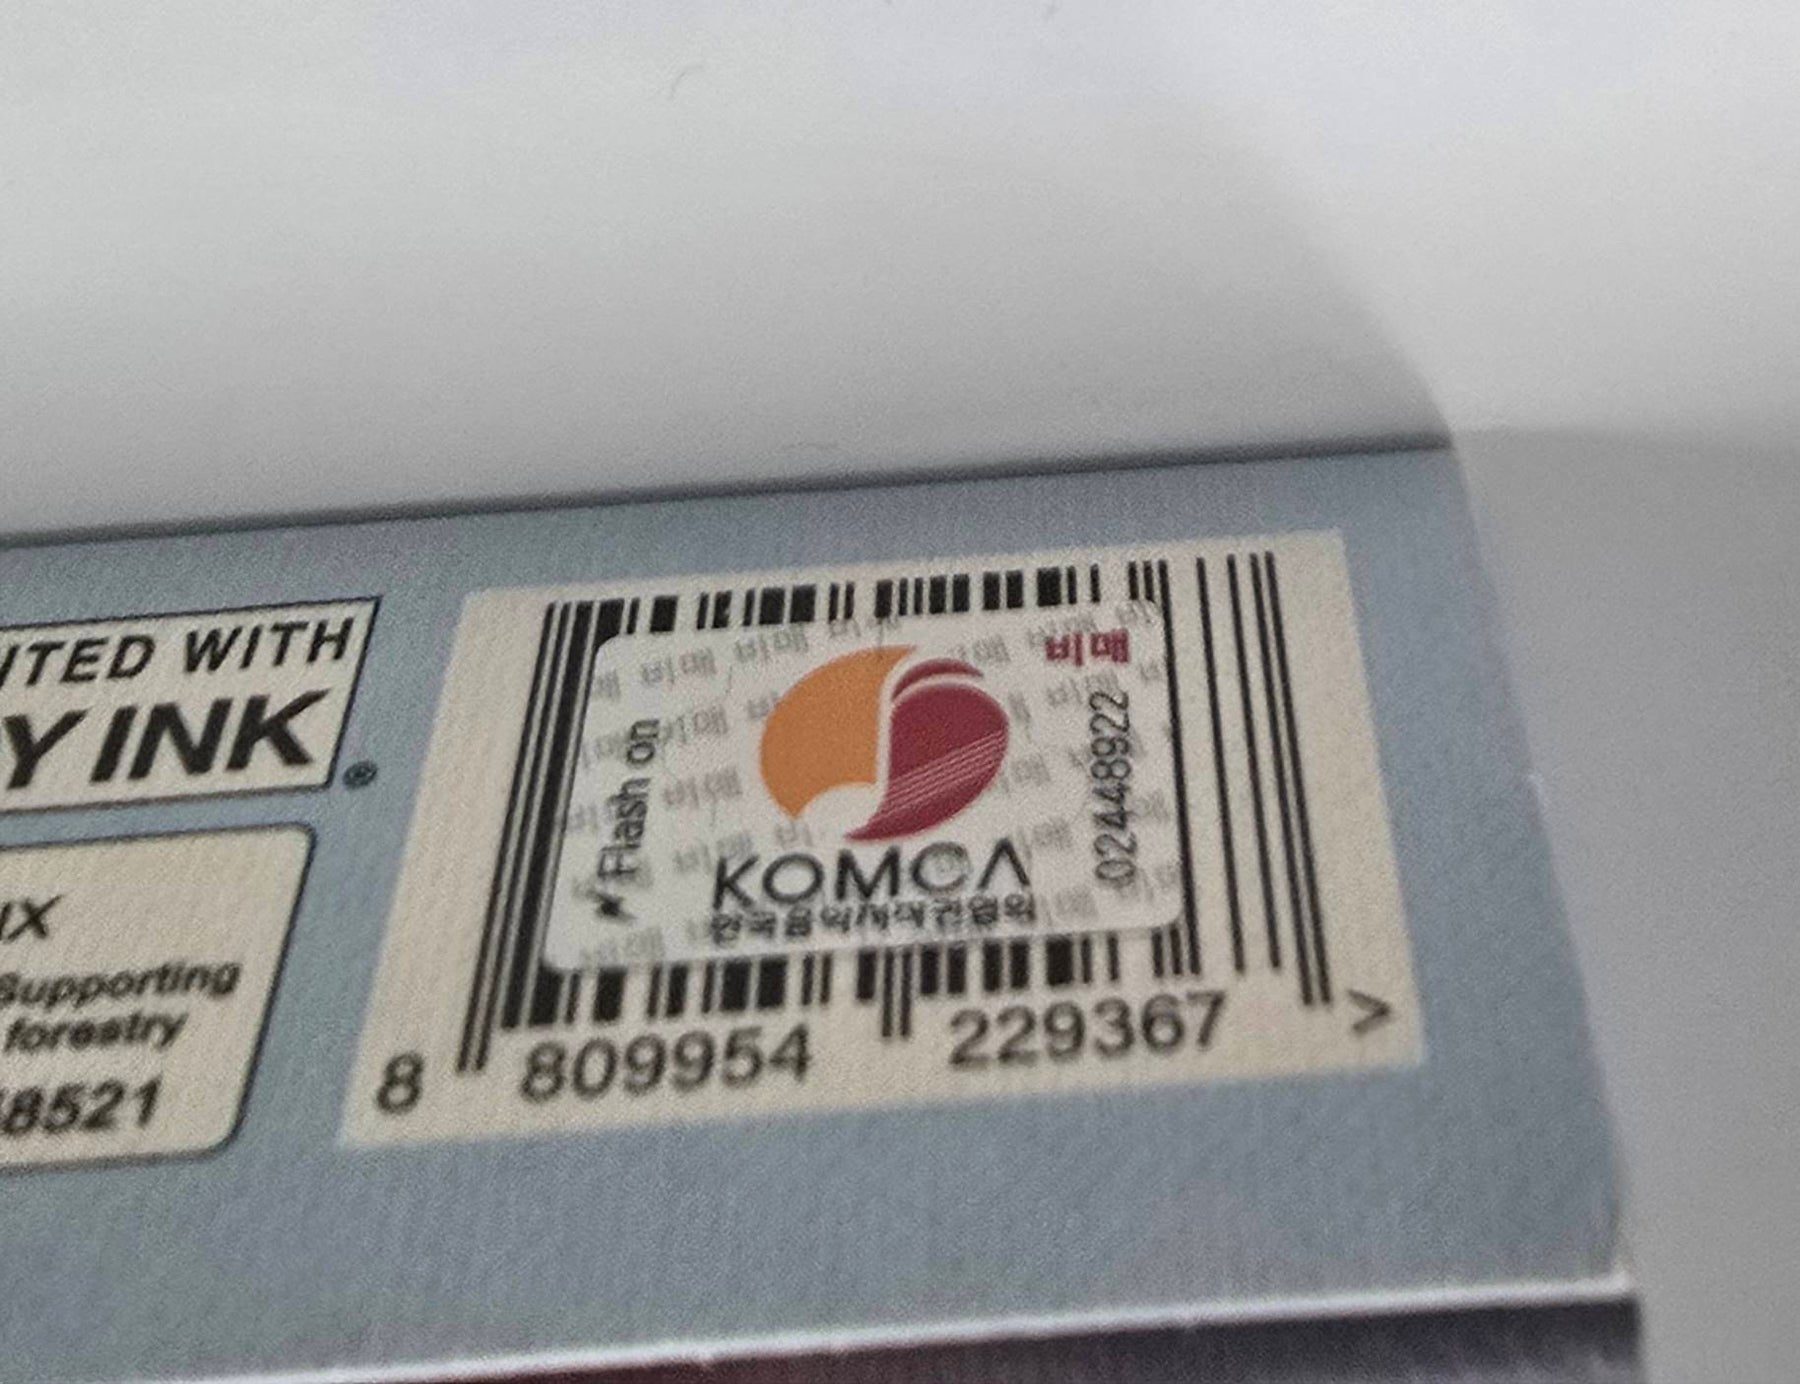 ITED WITH
Y INK
®
IX
Supporting
forestry
8521
비매
Flash on
02448922
KOMCA
한국음악저작권협회
8 809954 229367 >